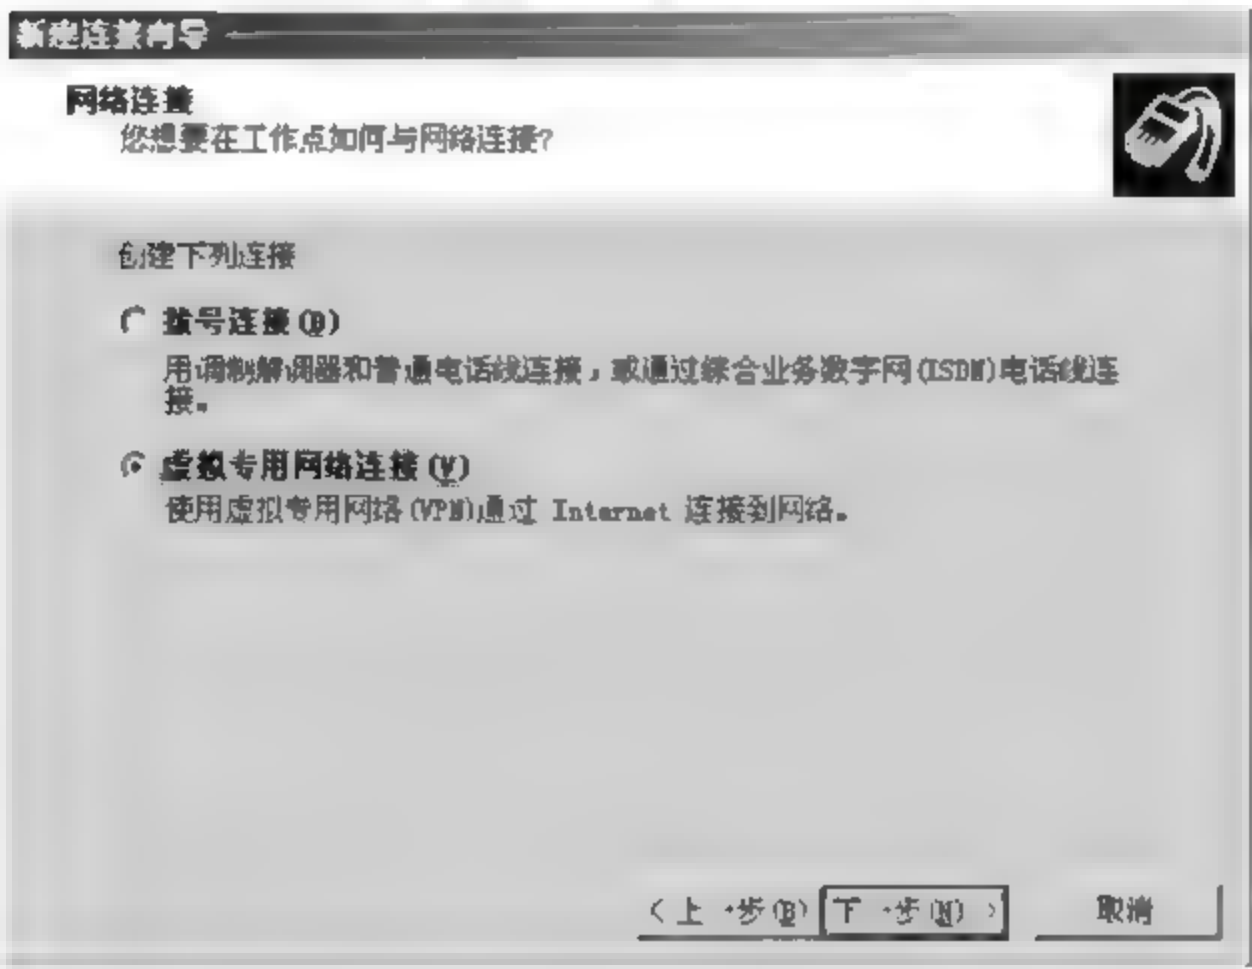 新建连接向导
网络连接
您想要在工作点如何与网络连接?
创建下列连接
拨号连接(D)
用调制解调器和普通电话线连接，或通过综合业务数字网(ISDN)电话线连
接。
虚拟专用网络连接(V)
使用虚拟专用网络(VPN)通过 Internet 连接到网络。
<上一步(B) 下一步(N)> 取消